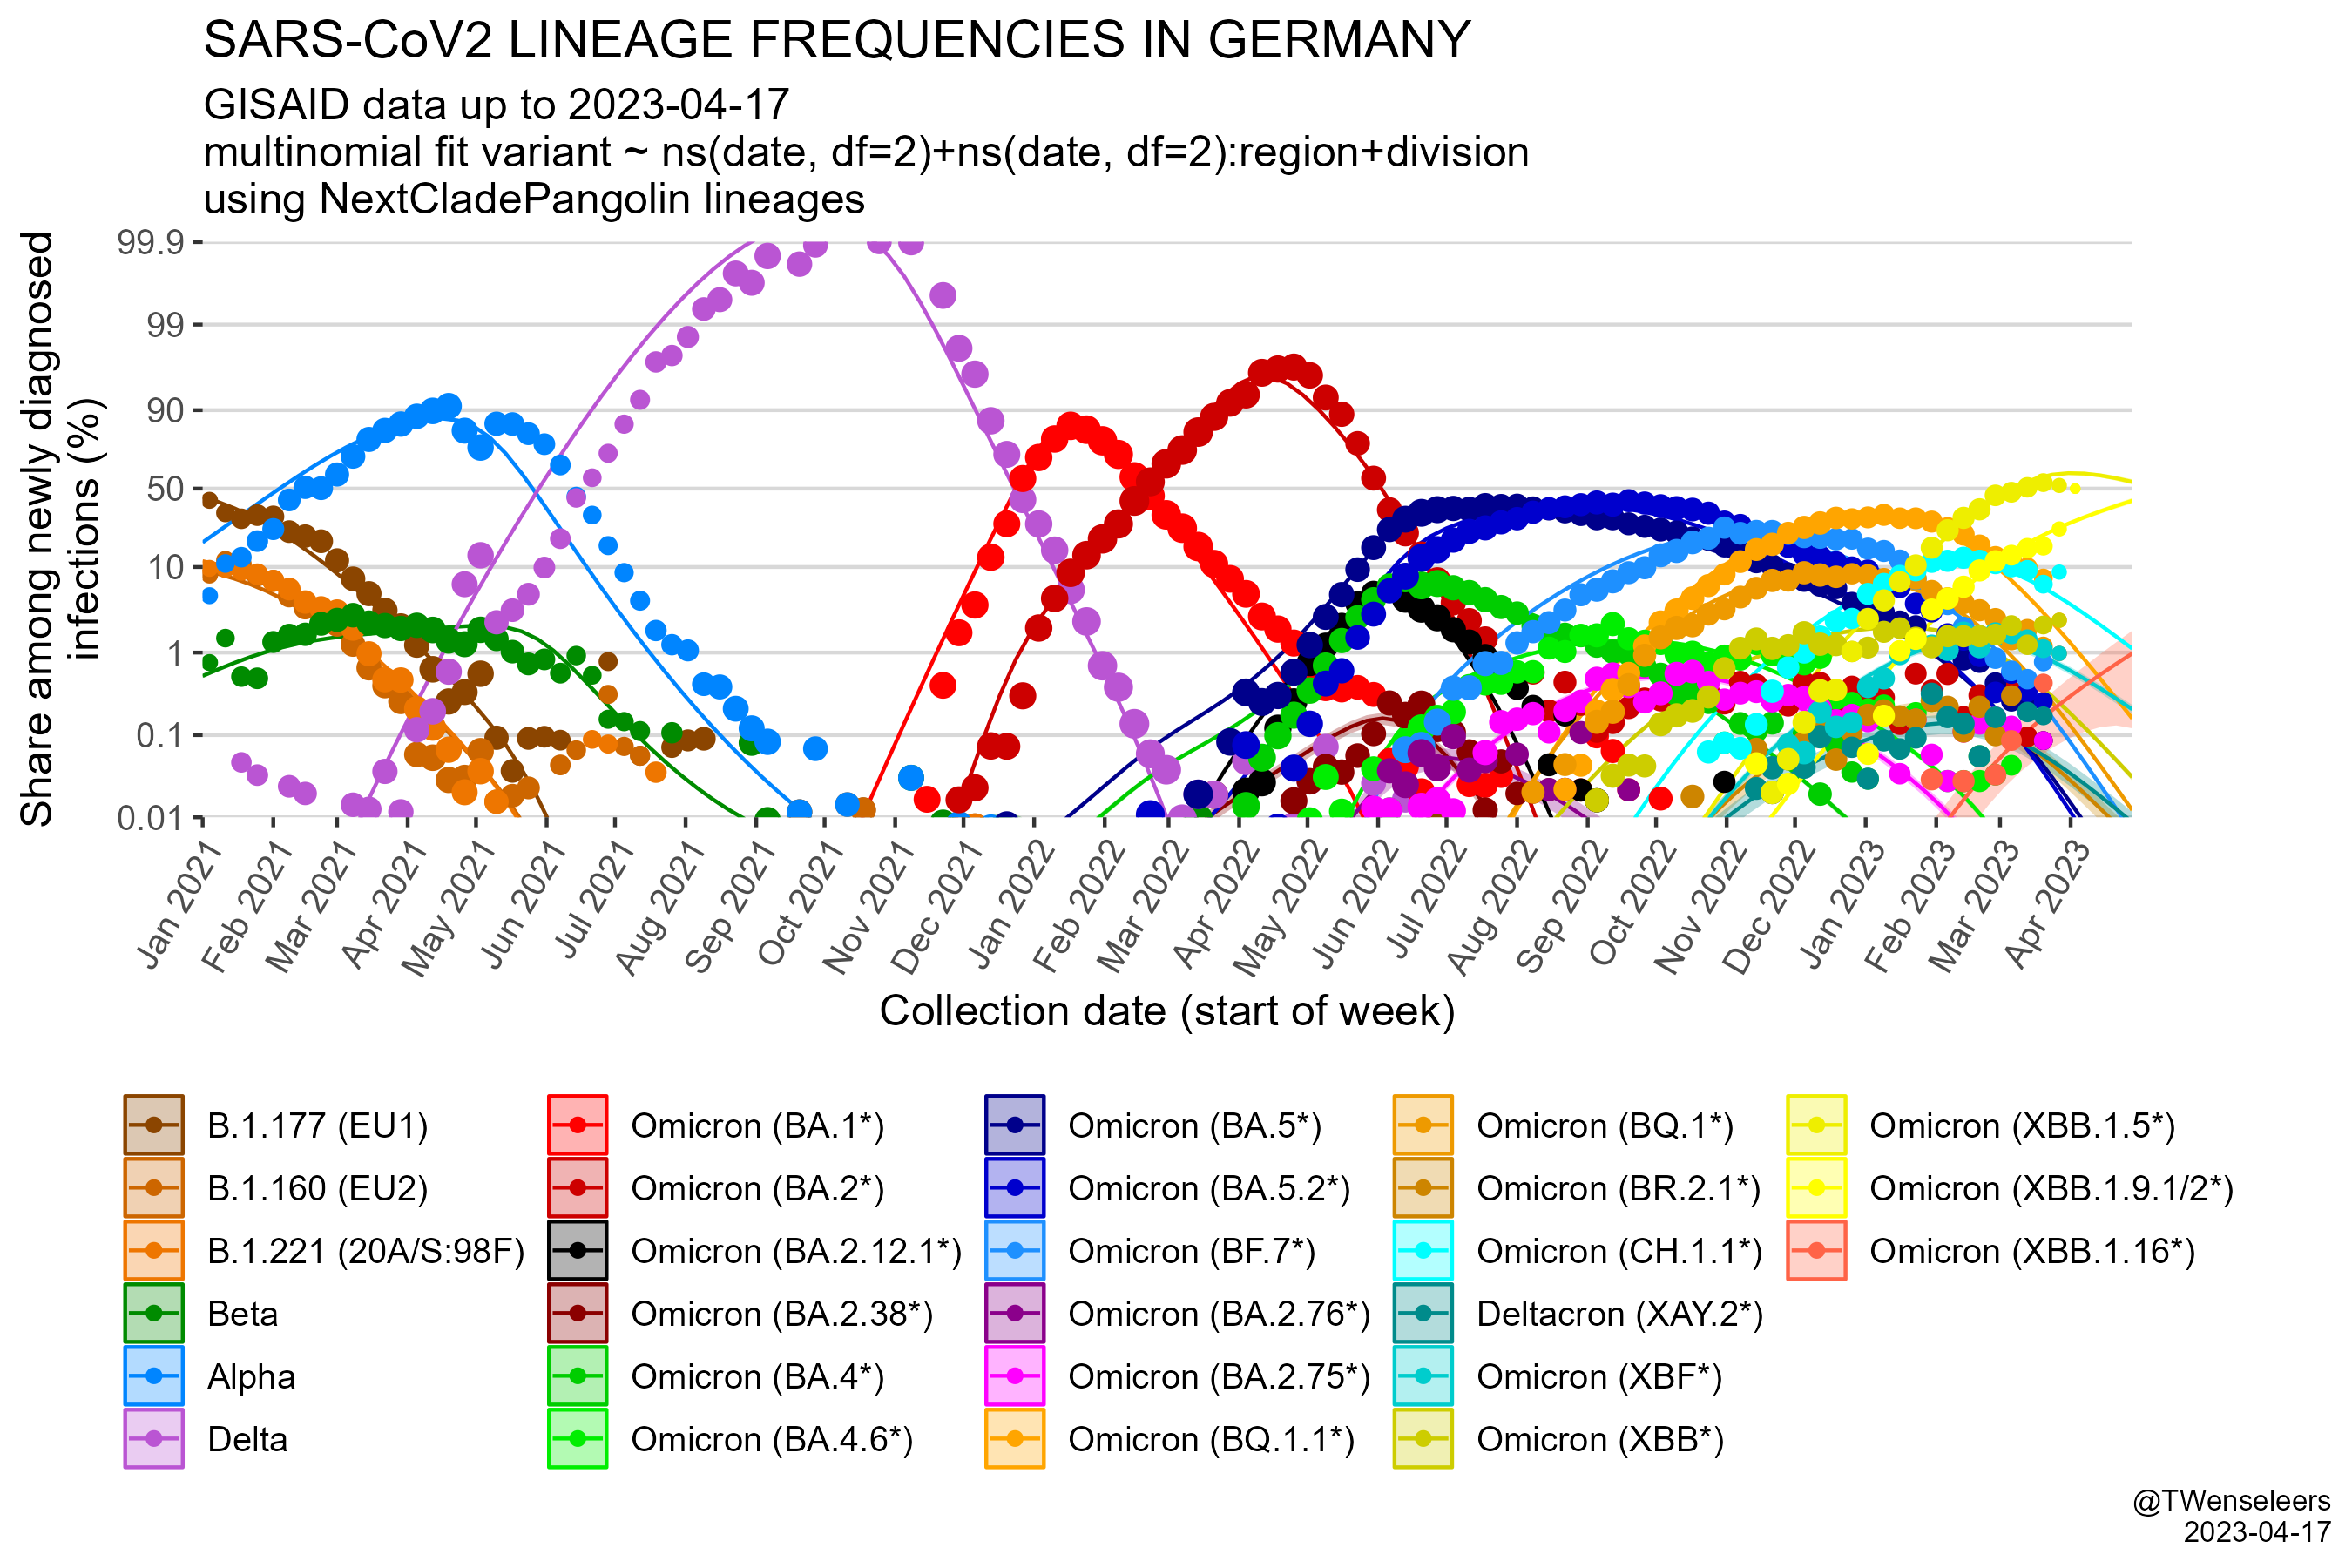 SARS-CoV2 LINEAGE FREQUENCIES IN GERMANY
GISAID data up to 2023-04-17
multinomial fit variant ~ ns(date, df=2)+ns(date, df=2):region+division
using NextCladePangolin lineages
Share among newly diagnosed
infections (%)
99.9
99
90
50
10
1
0.1
0.01
Jan 2021
Feb 2021
Mar 2021
Apr 2021
May 2021
Jun 2021
Jul 2021
Aug 2021
Sep 2021
Oct 2021
Nov 2021
Dec 2021
Jan 2022
Feb 2022
Mar 2022
Apr 2022
May 2022
Jun 2022
Jul 2022
Aug 2022
Sep 2022
Oct 2022
Nov 2022
Dec 2022
Jan 2023
Feb 2023
Mar 2023
Apr 2023
Collection date (start of week)
B.1.177 (EU1)
B.1.160 (EU2)
B.1.221 (20A/S:98F)
Beta
Alpha
Delta
Omicron (BA.1*)
Omicron (BA.2*)
Omicron (BA.2.12.1*)
Omicron (BA.2.38*)
Omicron (BA.4*)
Omicron (BA.4.6*)
Omicron (BA.5*)
Omicron (BA.5.2*)
Omicron (BF.7*)
Omicron (BA.2.76*)
Omicron (BA.2.75*)
Omicron (BQ.1.1*)
Omicron (BQ.1*)
Omicron (BR.2.1*)
Omicron (CH.1.1*)
Deltacron (XAY.2*)
Omicron (XBF*)
Omicron (XBB*)
Omicron (XBB.1.5*)
Omicron (XBB.1.9.1/2*)
Omicron (XBB.1.16*)
@TWenseleers
2023-04-17